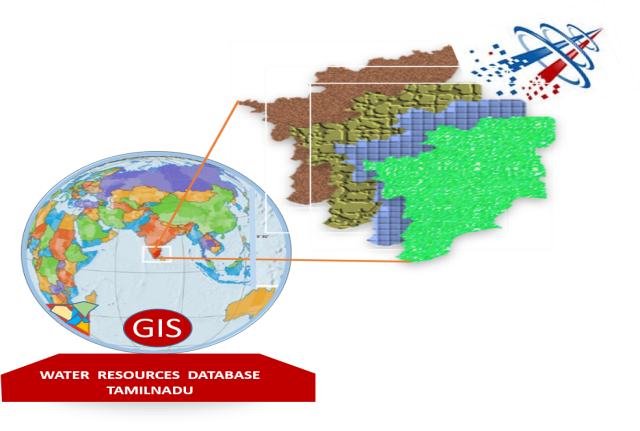 GIS
WATER RESOURCES DATABASE
TAMILNADU